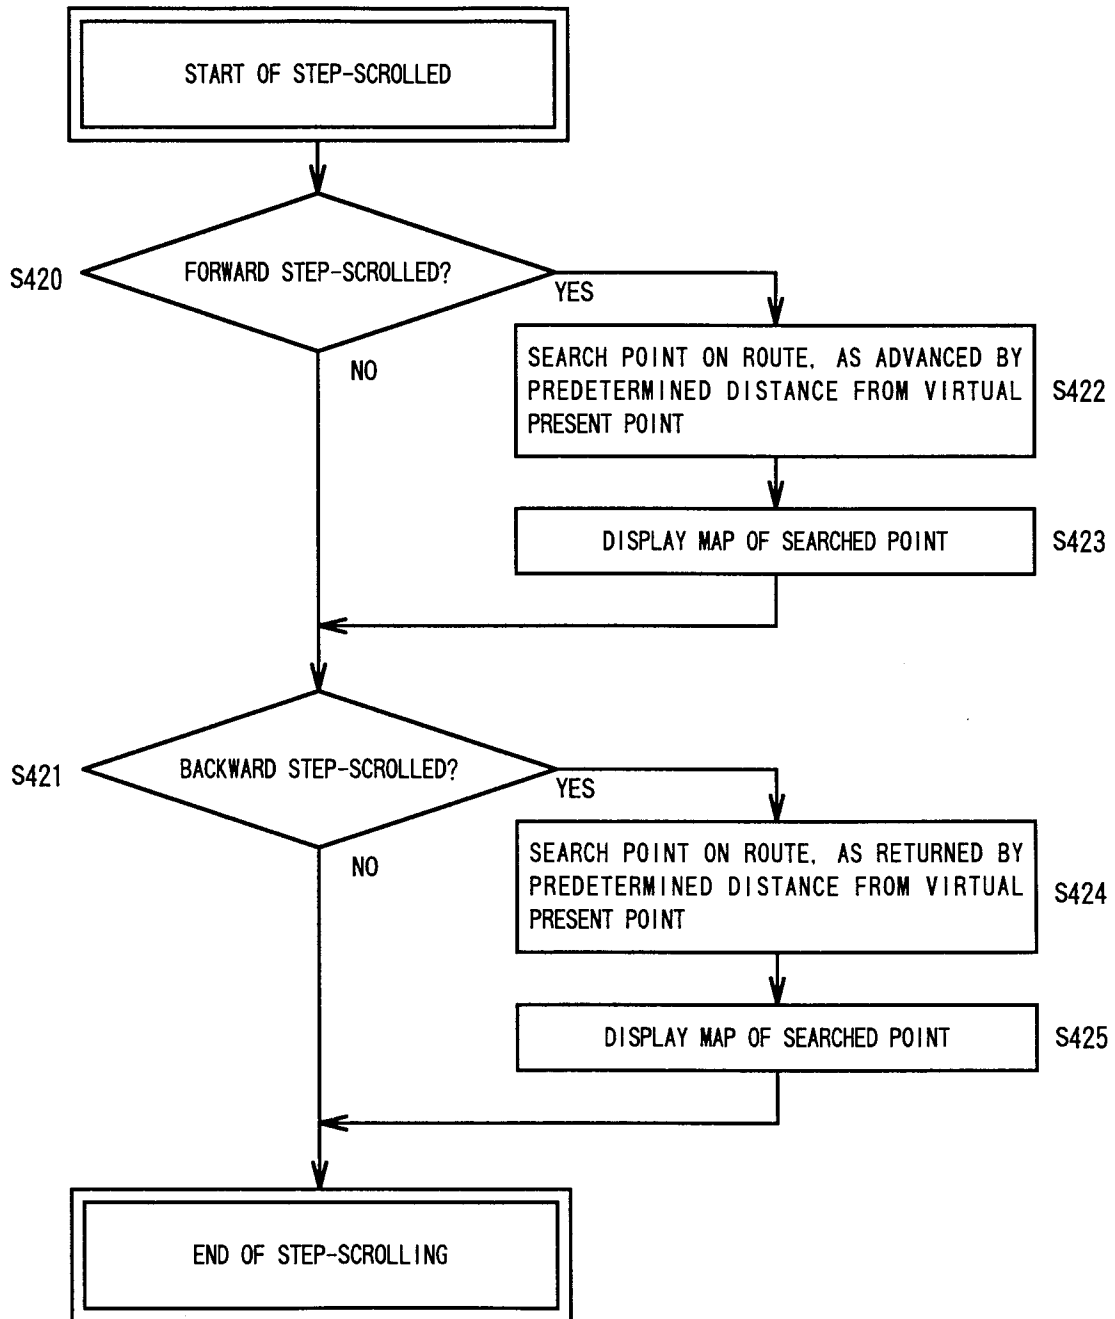 START OF STEP-SCROLLED
S420
FORWARD STEP-SCROLLED?
YES
NO
SEARCH POINT ON ROUTE, AS ADVANCED BY
PREDETERMINED DISTANCE FROM VIRTUAL
PRESENT POINT
S422
DISPLAY MAP OF SEARCHED POINT
S423
S421
BACKWARD STEP-SCROLLED?
YES
NO
SEARCH POINT ON ROUTE, AS RETURNED BY
PREDETERMINED DISTANCE FROM VIRTUAL
PRESENT POINT
S424
DISPLAY MAP OF SEARCHED POINT
S425
END OF STEP-SCROLLING